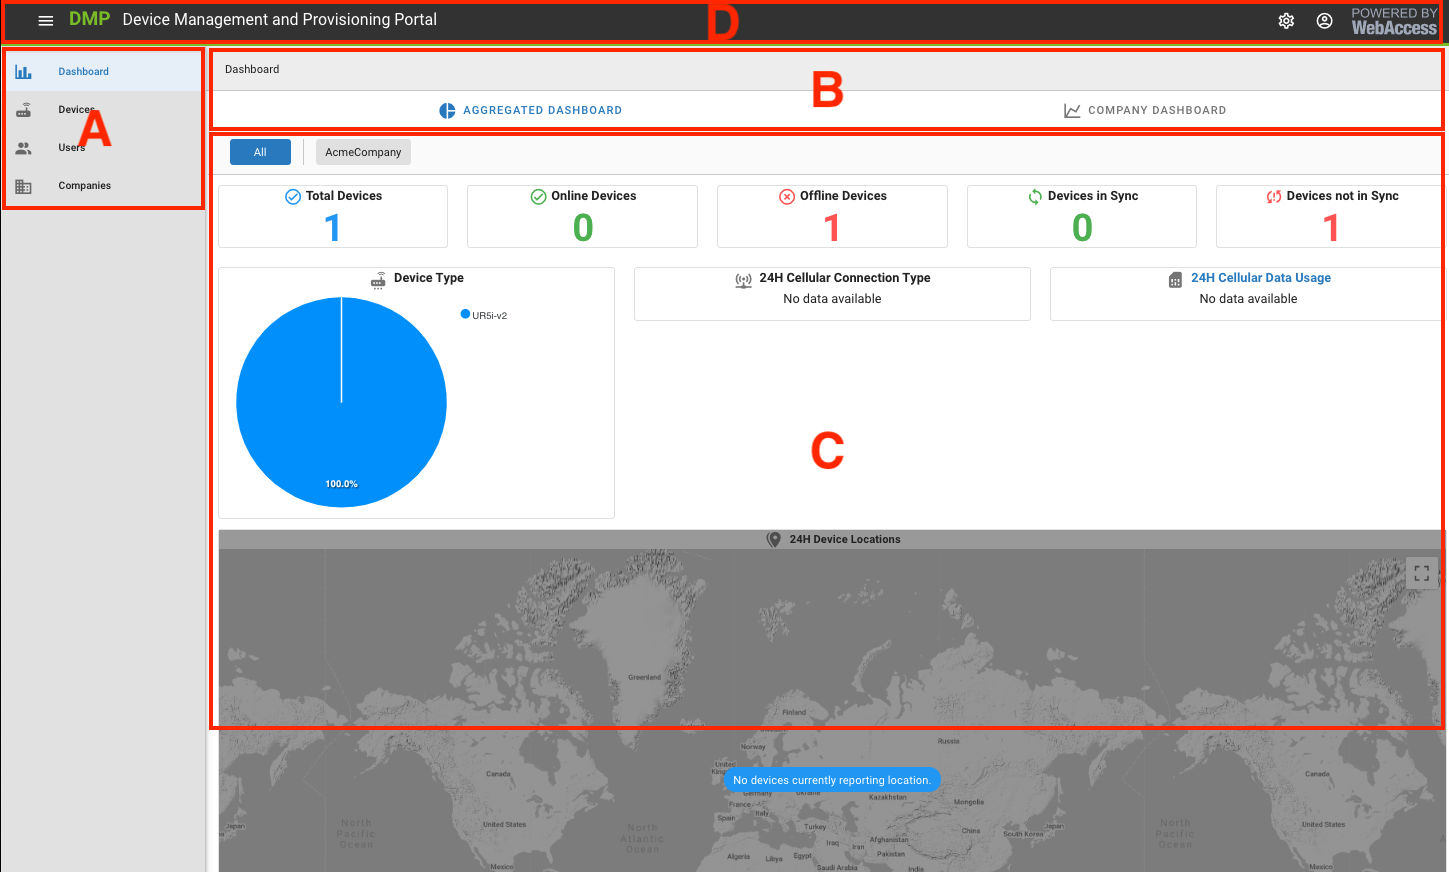 DMP Device Management and Provisioning Portal
D
POWERED BY
WebAccess
Dashboard
Devices
A
Users
Companies
Dashboard
B
AGGREGATED DASHBOARD
COMPANY DASHBOARD
All
AcmeCompany
Total Devices
1
Online Devices
0
Offline Devices
1
Devices in Sync
0
Devices not in Sync
1
Device Type
UR5i-v2
100.0%
24H Cellular Connection Type
No data available
24H Cellular Data Usage
No data available
C
24H Device Locations
Greenland
Finland
Norway
Russia
Canada
United
Canada
No devices currently reporting location.
Germany
Kazakhstan
Mongolia
France
Italy
Japan
North
Pacific
Ocean
United States
North
Atlantic
Ocean
Spain
Turkey
China
South Korea
Japan
North
Pacific
Ocean
United States
Iraq
Iran
Afghanistan
Pakistan
Algeria
Libya
Egypt
Saudi Arabia
India
Mexico
Mexico